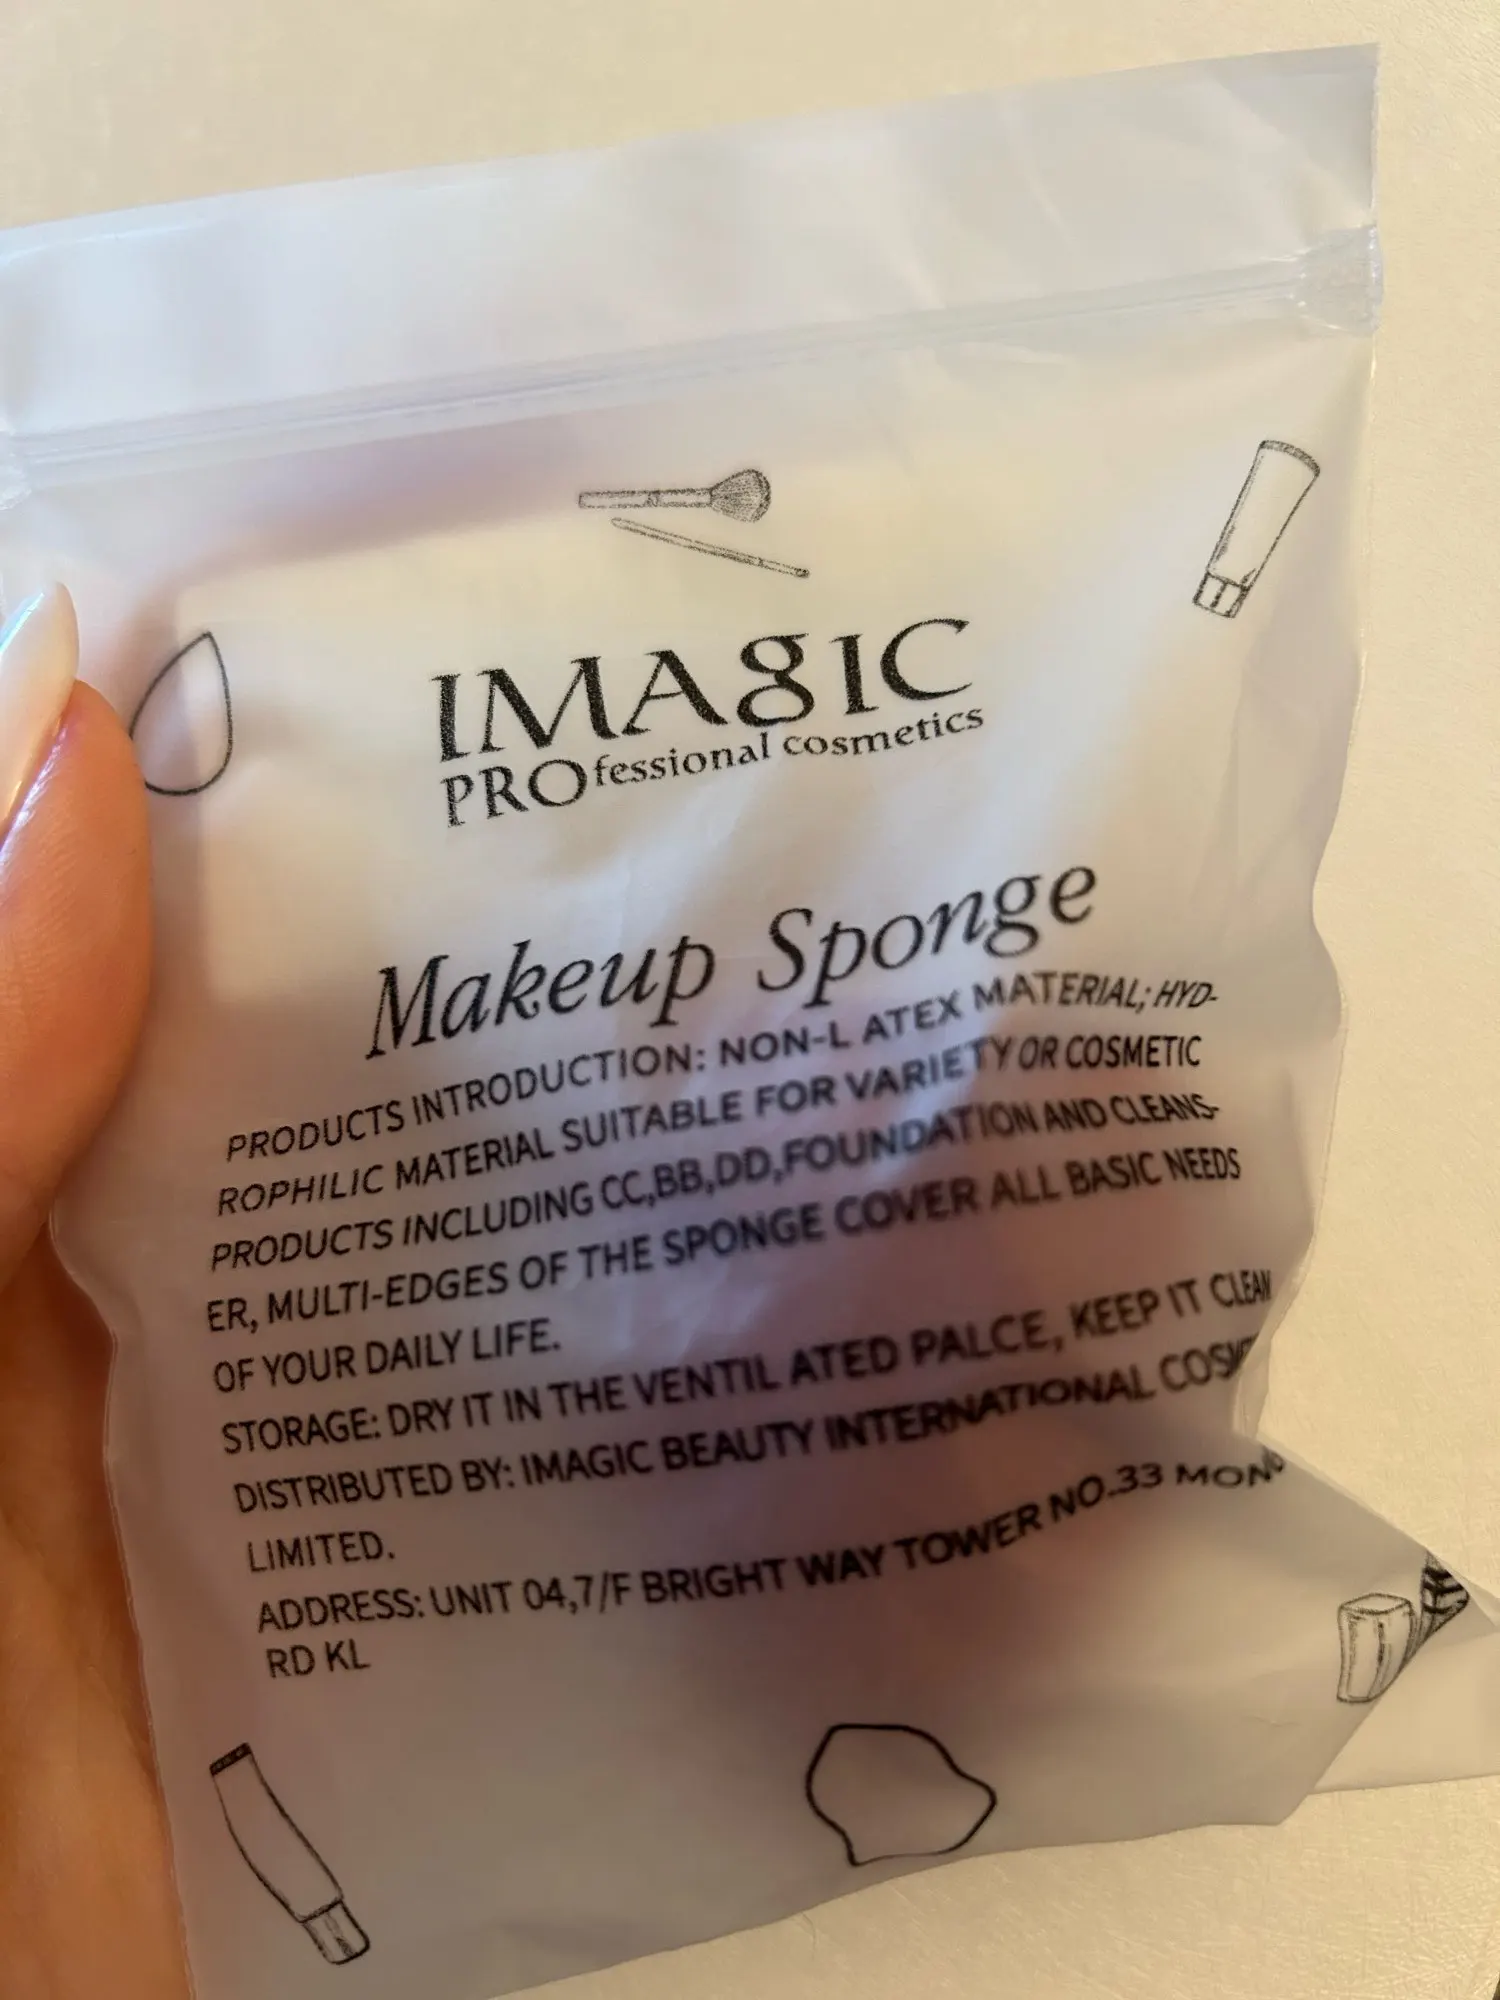 IMAGIC
PROfessional cosmetics
Makeup Sponge
PRODUCTS INTRODUCTION: NON-L ATEX MATERIAL; HYD-
ROPHILIC MATERIAL SUITABLE FOR VARIETY OR COSMETIC
PRODUCTS INCLUDING CC,BB,DD,FOUNDATION AND CLEANS-
ER, MULTI-EDGES OF THE SPONGE COVER ALL BASIC NEEDS
OF YOUR DAILY LIFE.
STORAGE: DRY IT IN THE VENTIL ATED PALCE, KEEP IT CLEAN
DISTRIBUTED BY: IMAGIC BEAUTY INTERNATIONAL
LIMITED.
ADDRESS: UNIT 04,7/F BRIGHT WAY TOWER NO.33
RD KL